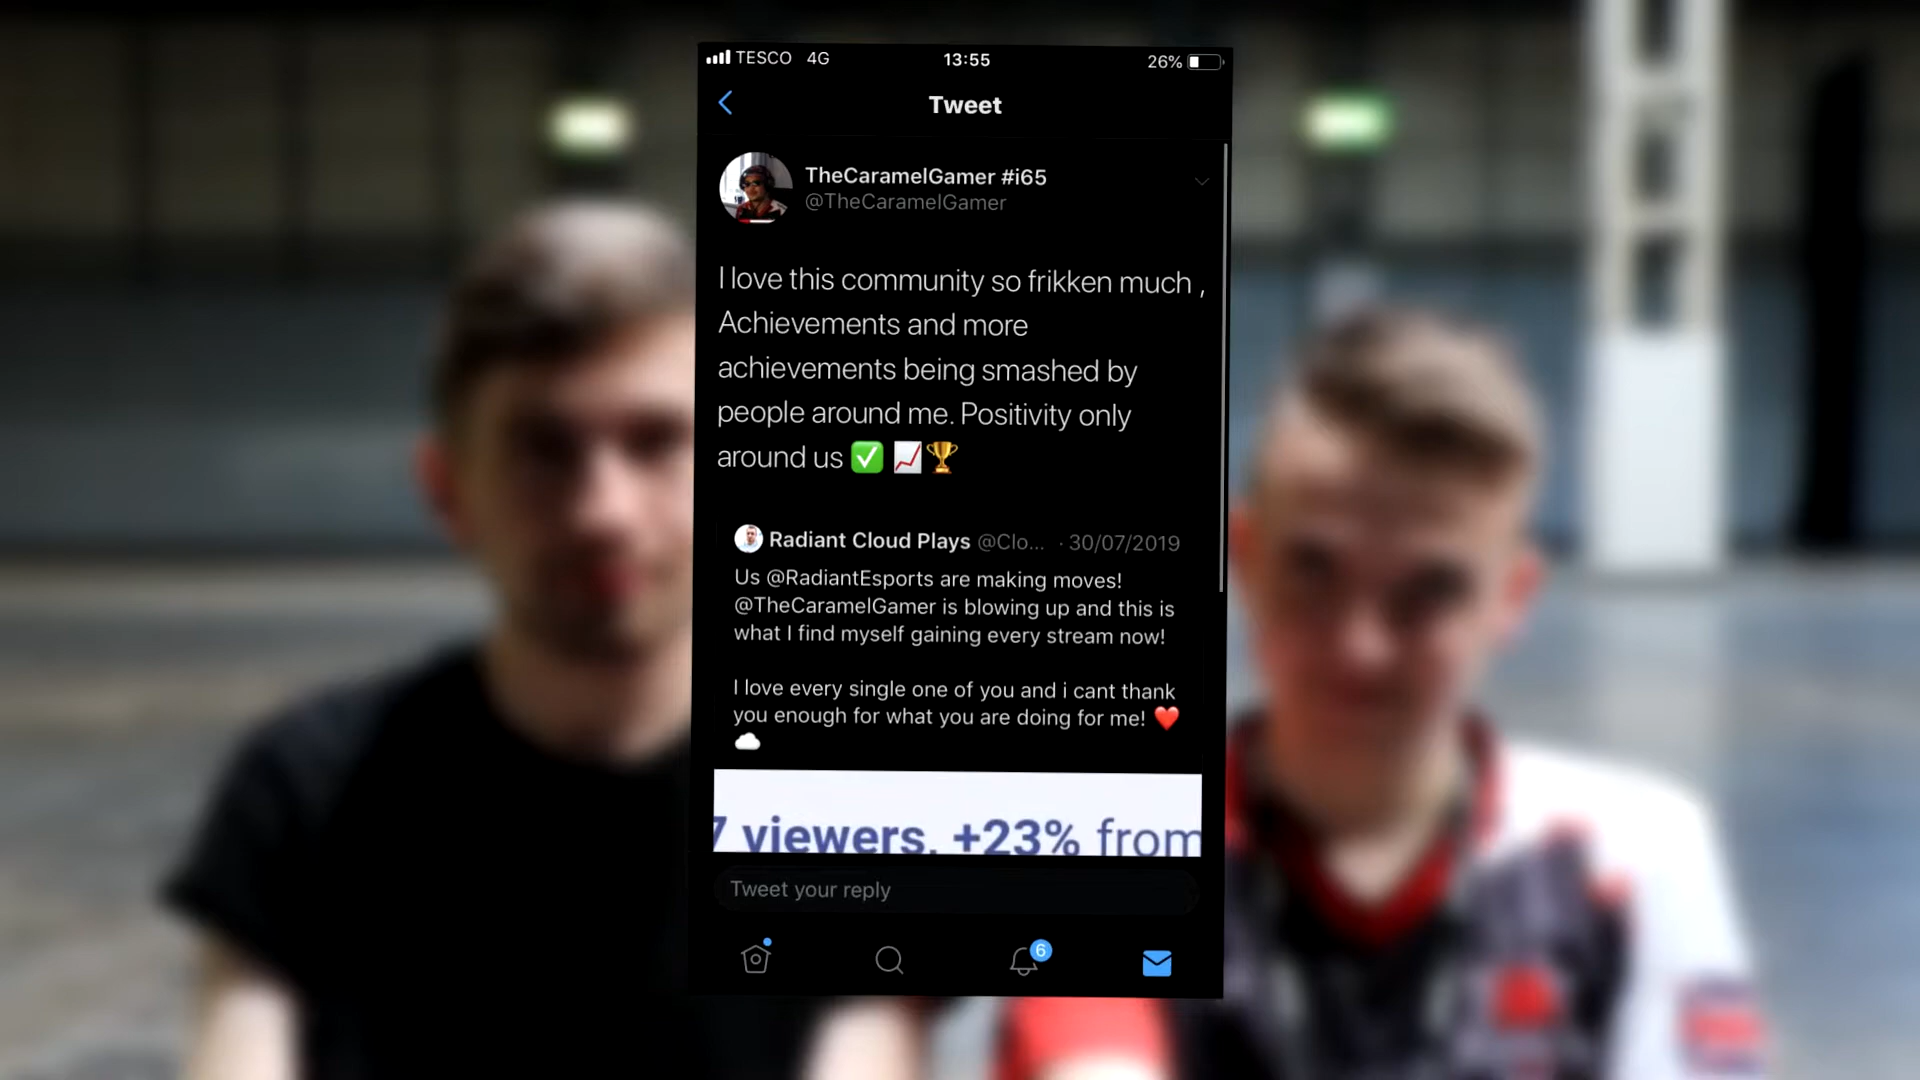 TESCO 4G 13:55 26%
Tweet
TheCaramelGamer #i65
@TheCaramelGamer
I love this community so frikken much ,
Achievements and more
achievements being smashed by
people around me. Positivity only
around us ✅ 📈🏆
Radiant Cloud Plays @Clo... · 30/07/2019
Us @RadiantEsports are making moves!
@TheCaramelGamer is blowing up and this is
what I find myself gaining every stream now!
I love every single one of you and i cant thank
you enough for what you are doing for me! ❤️
☁️
7 viewers, +23% from
Tweet your reply
6